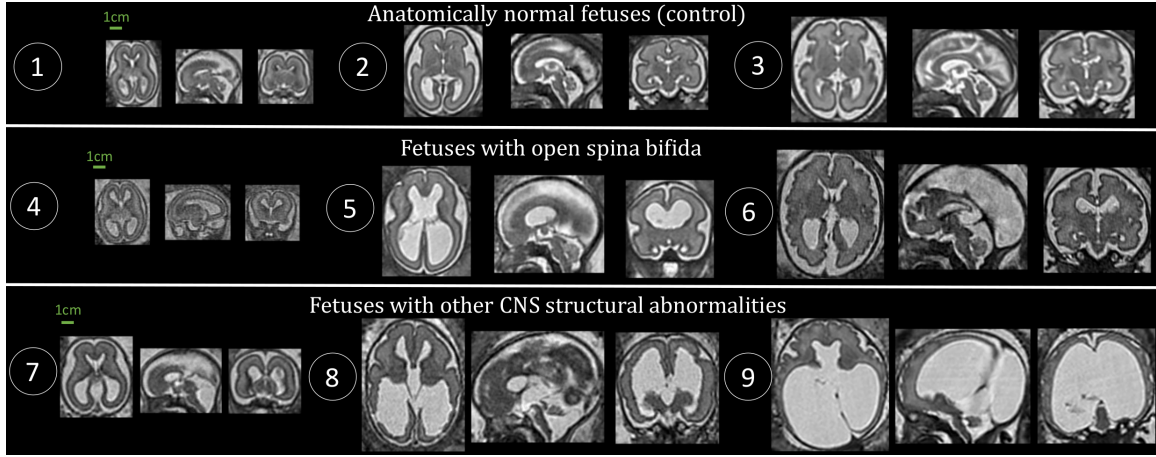 Anatomically normal fetuses (control)
1cm
1
2
3
Fetuses with open spina bifida
1cm
4
5
6
Fetuses with other CNS structural abnormalities
1cm
7
8
9